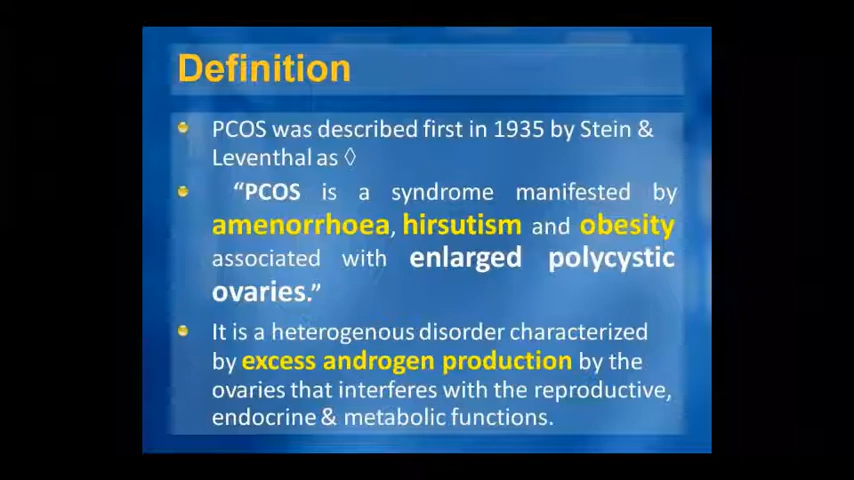 Definition
PCOS was described first in 1935 by Stein &
Leventhal as ◊
“PCOS is a syndrome manifested by
amenorrhoea, hirsutism and obesity
associated with enlarged polycystic
ovaries.”
It is a heterogenous disorder characterized
by excess androgen production by the
ovaries that interferes with the reproductive,
endocrine & metabolic functions.